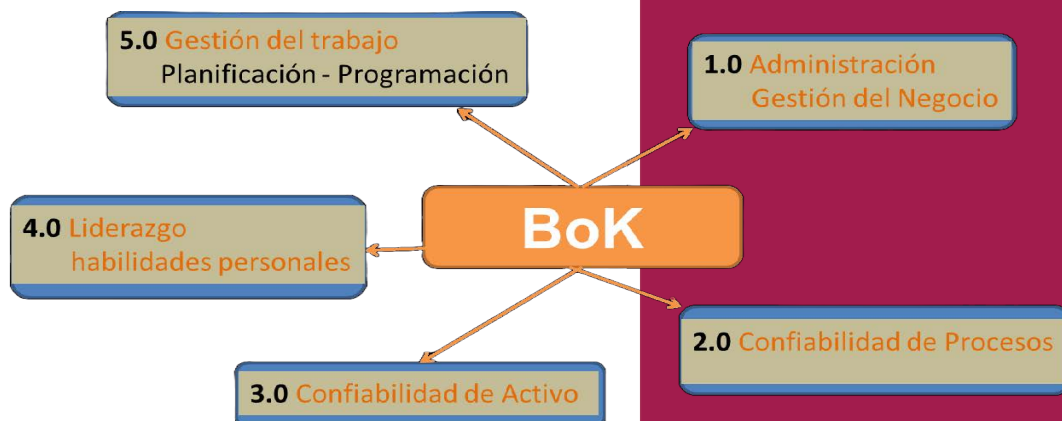 5.0 Gestión del trabajo
Planificación - Programación
1.0 Administración
Gestión del Negocio
BoK
4.0 Liderazgo
habilidades personales
2.0 Confiabilidad de Procesos
3.0 Confiabilidad de Activo